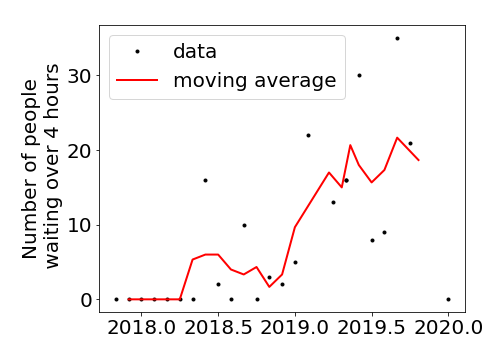 data
moving average
Number of people
waiting over 4 hours
30
20
10
0
2018.0 2018.5 2019.0 2019.5 2020.0